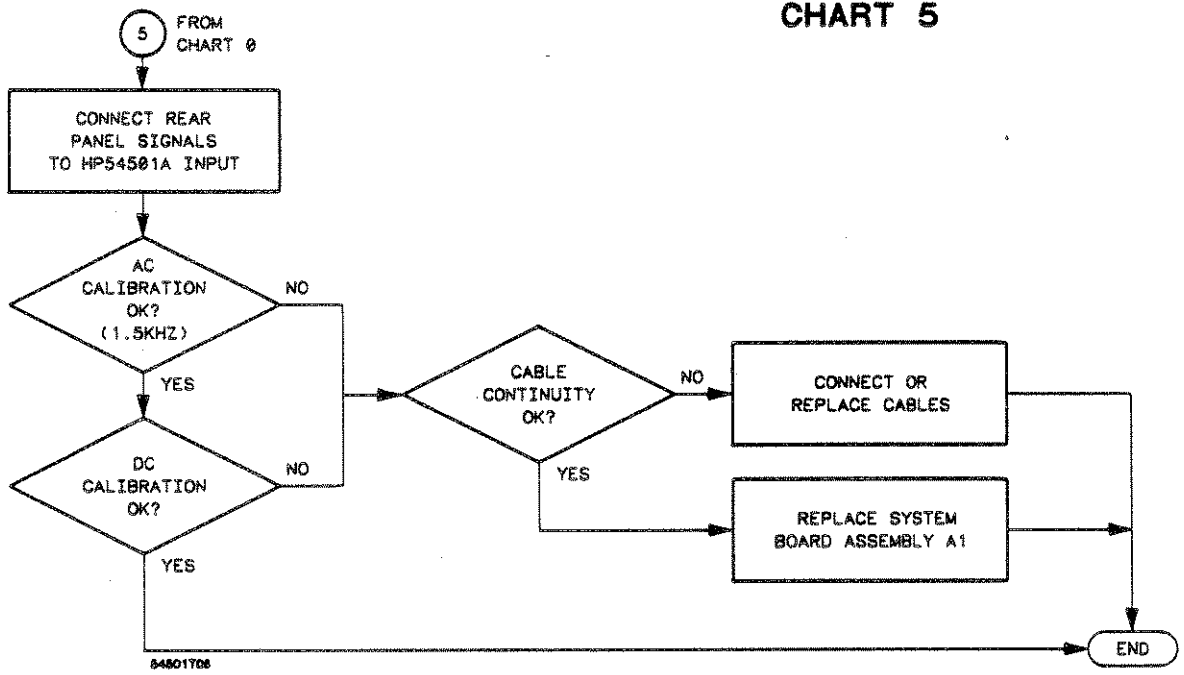 CHART 5
5
FROM
CHART 0
CONNECT REAR
PANEL SIGNALS
TO HP54501A INPUT
AC
CALIBRATION
OK?
(1.5KHZ)
NO
YES
DC
CALIBRATION
OK?
NO
YES
CABLE
CONTINUITY
OK?
NO
YES
CONNECT OR
REPLACE CABLES
REPLACE SYSTEM
BOARD ASSEMBLY A1
END